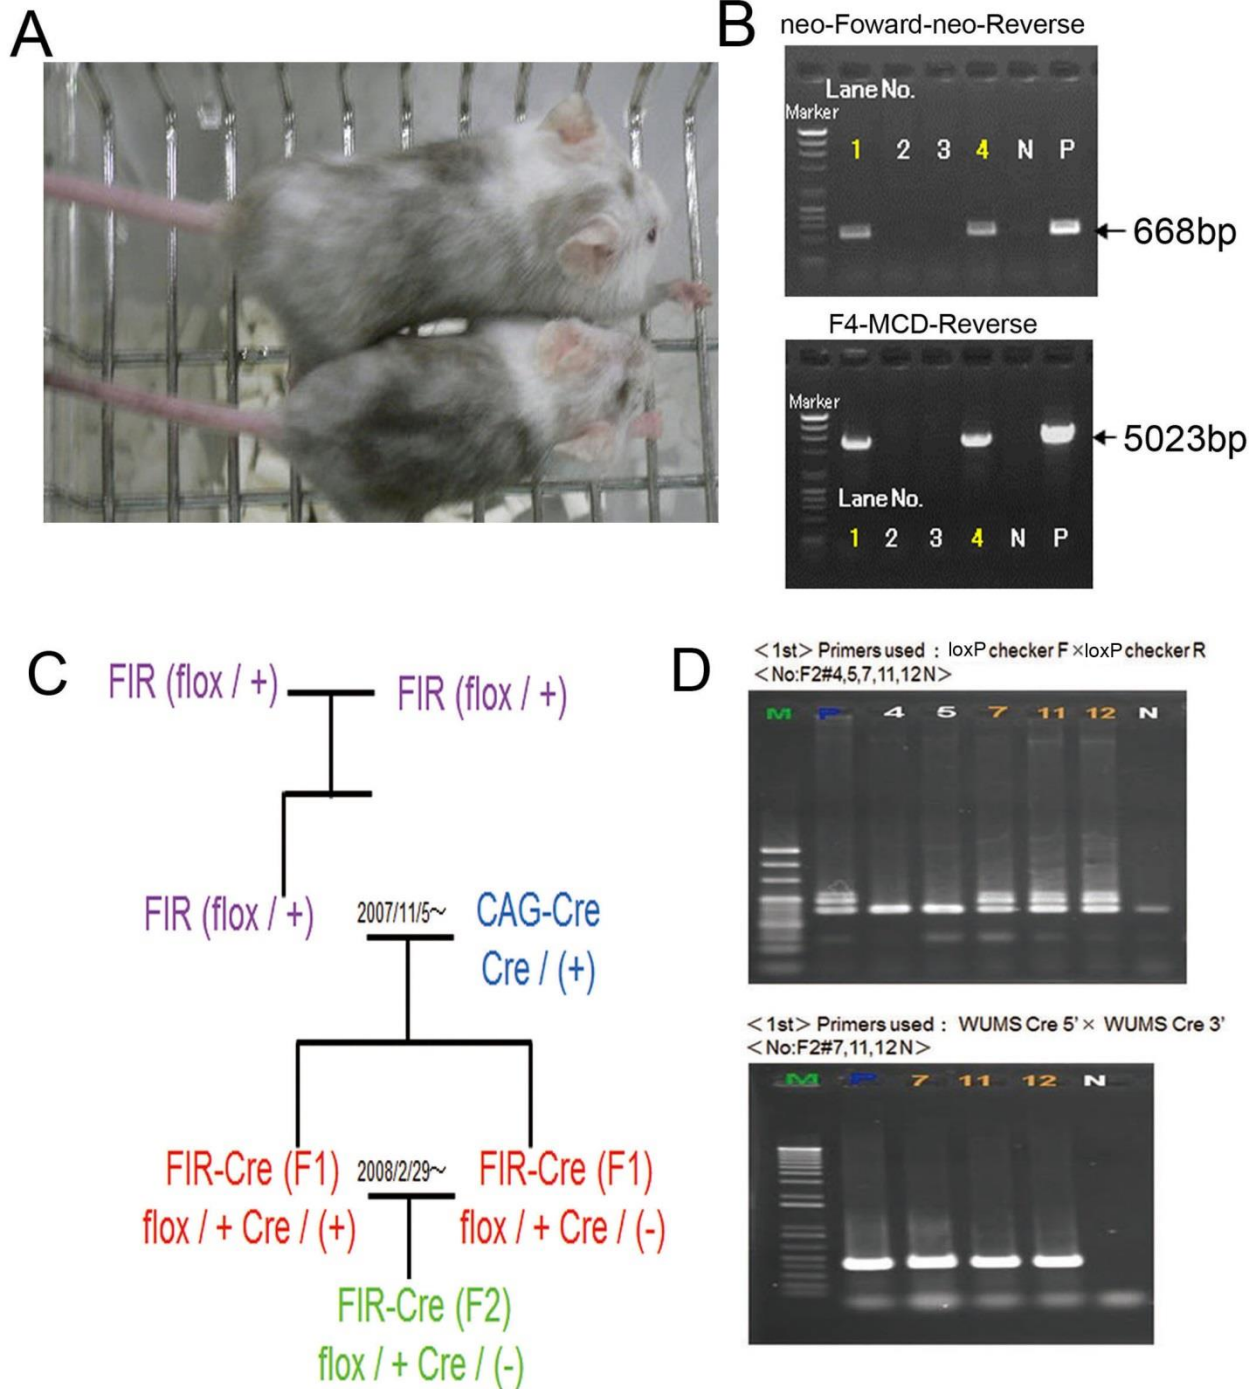 A
B
neo-Foward-neo-Reverse
Lane No.
Marker
1 2 3 4 N P
668bp
F4-MCD-Reverse
Marker
5023bp
Lane No.
1 2 3 4 N P
C
FIR (flox / +)
FIR (flox / +)
FIR (flox / +)
2007/11/5~
CAG-Cre
Cre / (+)
FIR-Cre (F1)
flox / + Cre / (+)
2008/2/29~
FIR-Cre (F1)
flox / + Cre / (-)
FIR-Cre (F2)
flox / + Cre / (-)
D
<1st> Primers used : loxP checker F ×loxP checker R
<No:F2#4,5,7,11,12N>
M P 4 5 7 11 12 N
<1st> Primers used : WUMS Cre 5' × WUMS Cre 3'
<No:F2#7,11,12N>
M P 7 11 12 N